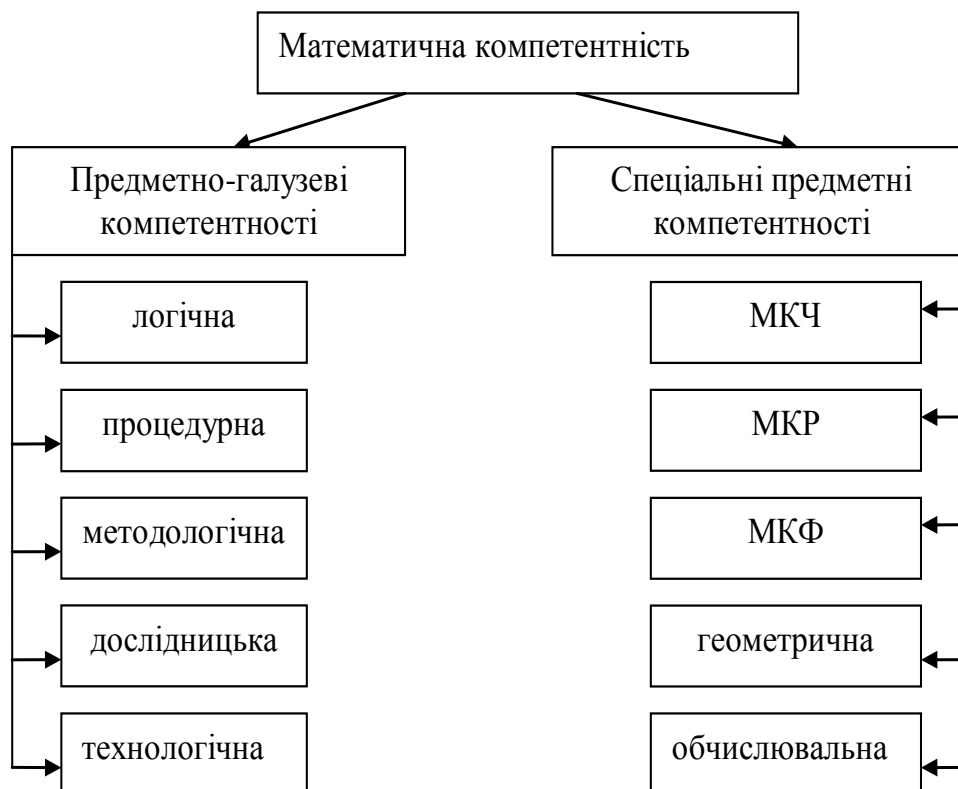 Математична компетентність
Предметно-галузеві
компетентності
Спеціальні предметні
компетентності
логічна
процедурна
методологічна
дослідницька
технологічна
МКЧ
МКР
МКФ
геометрична
обчислювальна